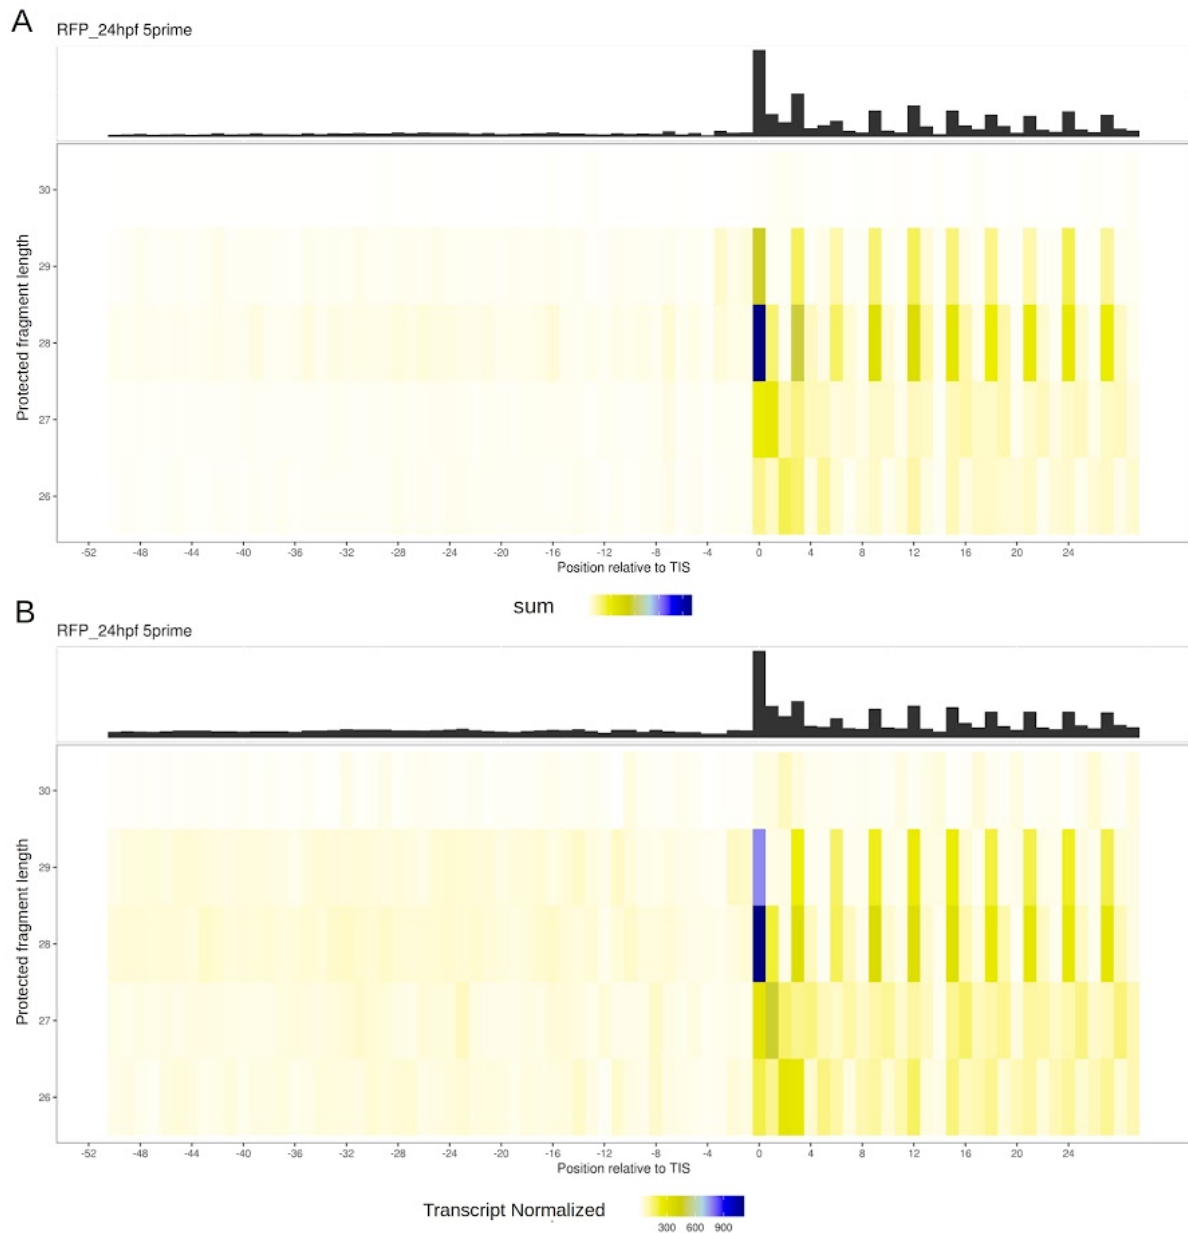 A
RFP_24hpf 5prime
Protected fragment length
30
29
28
27
26
-52 -48 -44 -40 -36 -32 -28 -24 -20 -16 -12 -8 -4 0 4 8 12 16 20 24
Position relative to TIS
sum
B
RFP_24hpf 5prime
Protected fragment length
30
29
28
27
26
-52 -48 -44 -40 -36 -32 -28 -24 -20 -16 -12 -8 -4 0 4 8 12 16 20 24
Position relative to TIS
Transcript Normalized
300 600 900